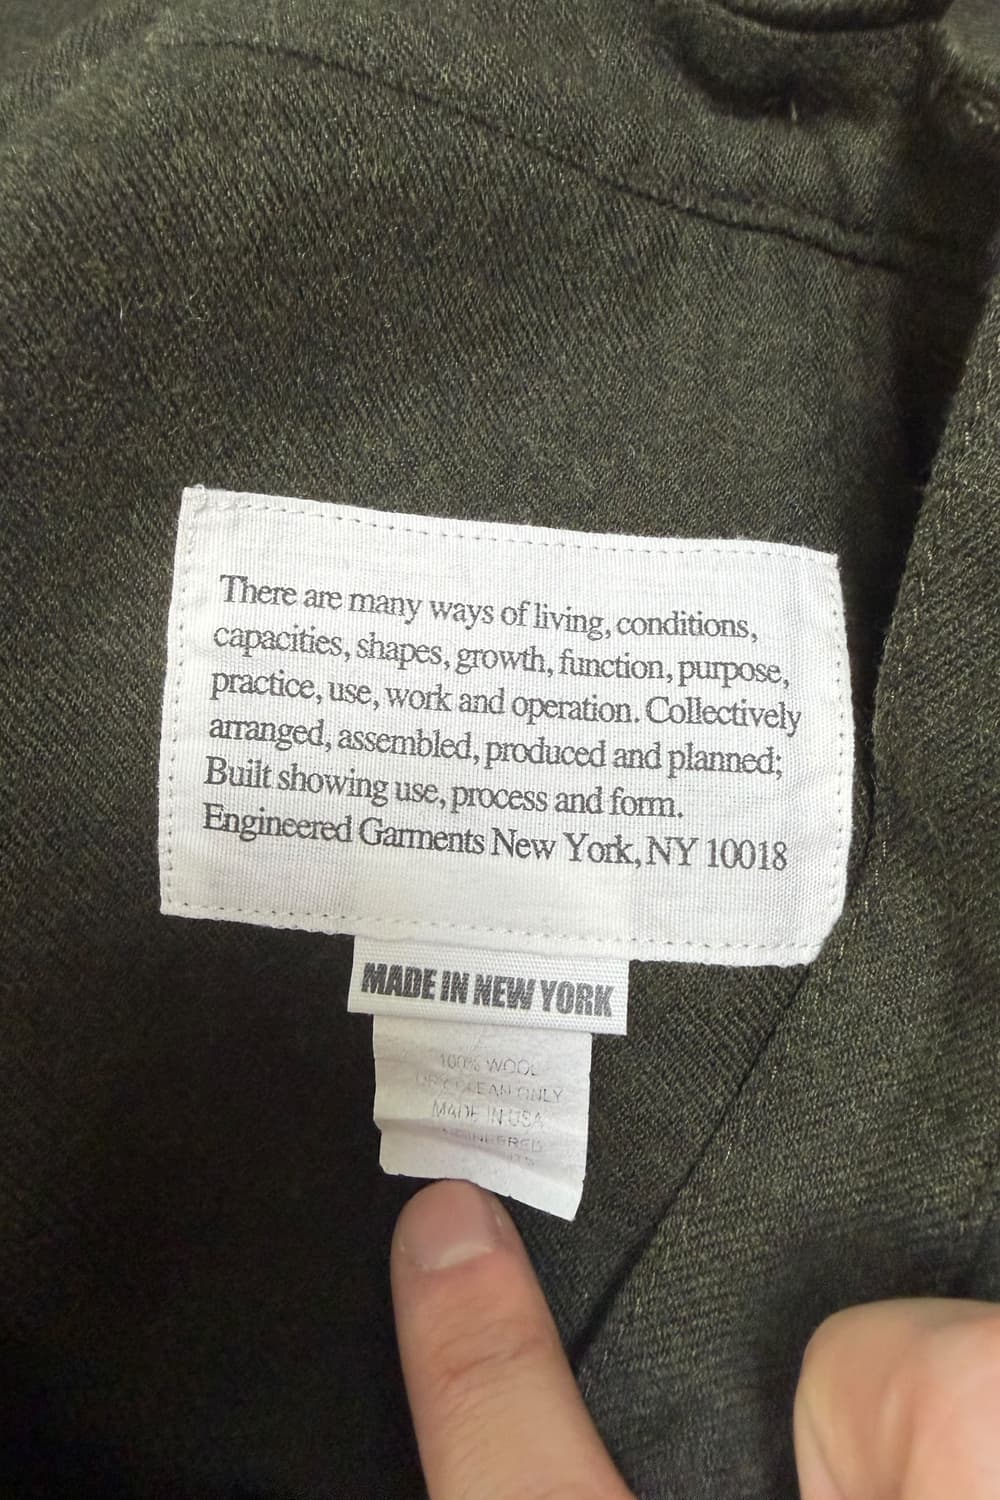 There are many ways of living, conditions,
capacities, shapes, growth, function, purpose,
practice, use, work and operation. Collectively
arranged, assembled, produced and planned;
Built showing use, process and form.
Engineered Garments New York, NY 10018
MADE IN NEW YORK
100% WOOL
CLEAN ONLY
MADE IN USA